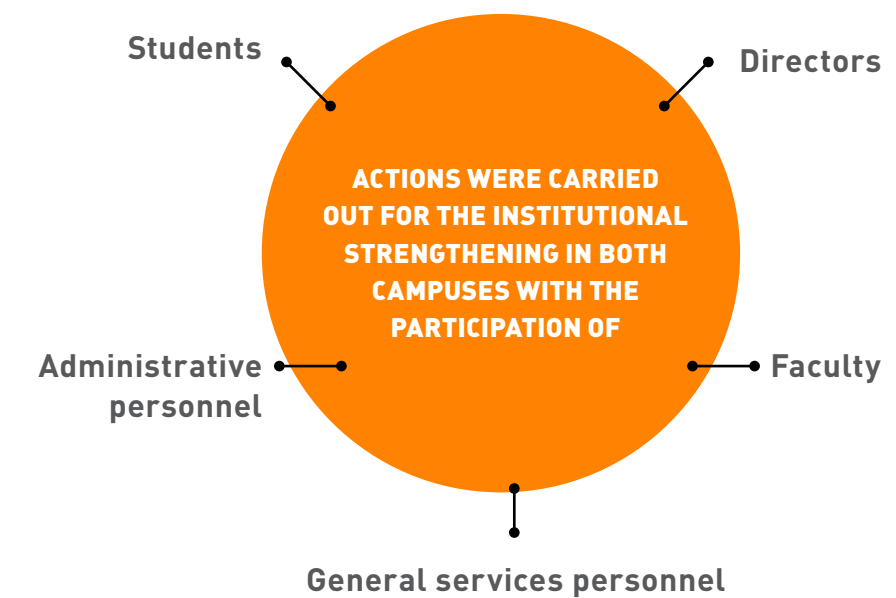 Students
Directors
ACTIONS WERE CARRIED
OUT FOR THE INSTITUTIONAL
STRENGTHENING IN BOTH
CAMPUSES WITH THE
PARTICIPATION OF
Administrative
personnel
Faculty
General services personnel